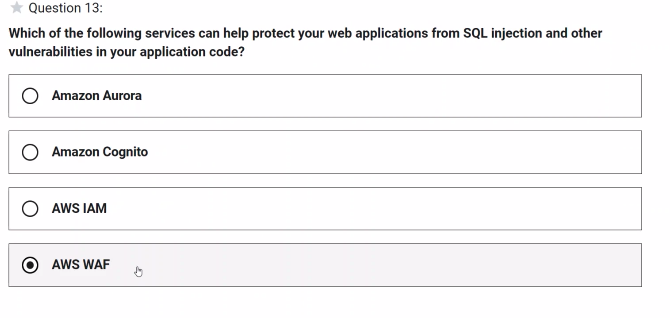 Question 13:
Which of the following services can help protect your web applications from SQL injection and other
vulnerabilities in your application code?
Amazon Aurora
Amazon Cognito
AWS IAM
AWS WAF